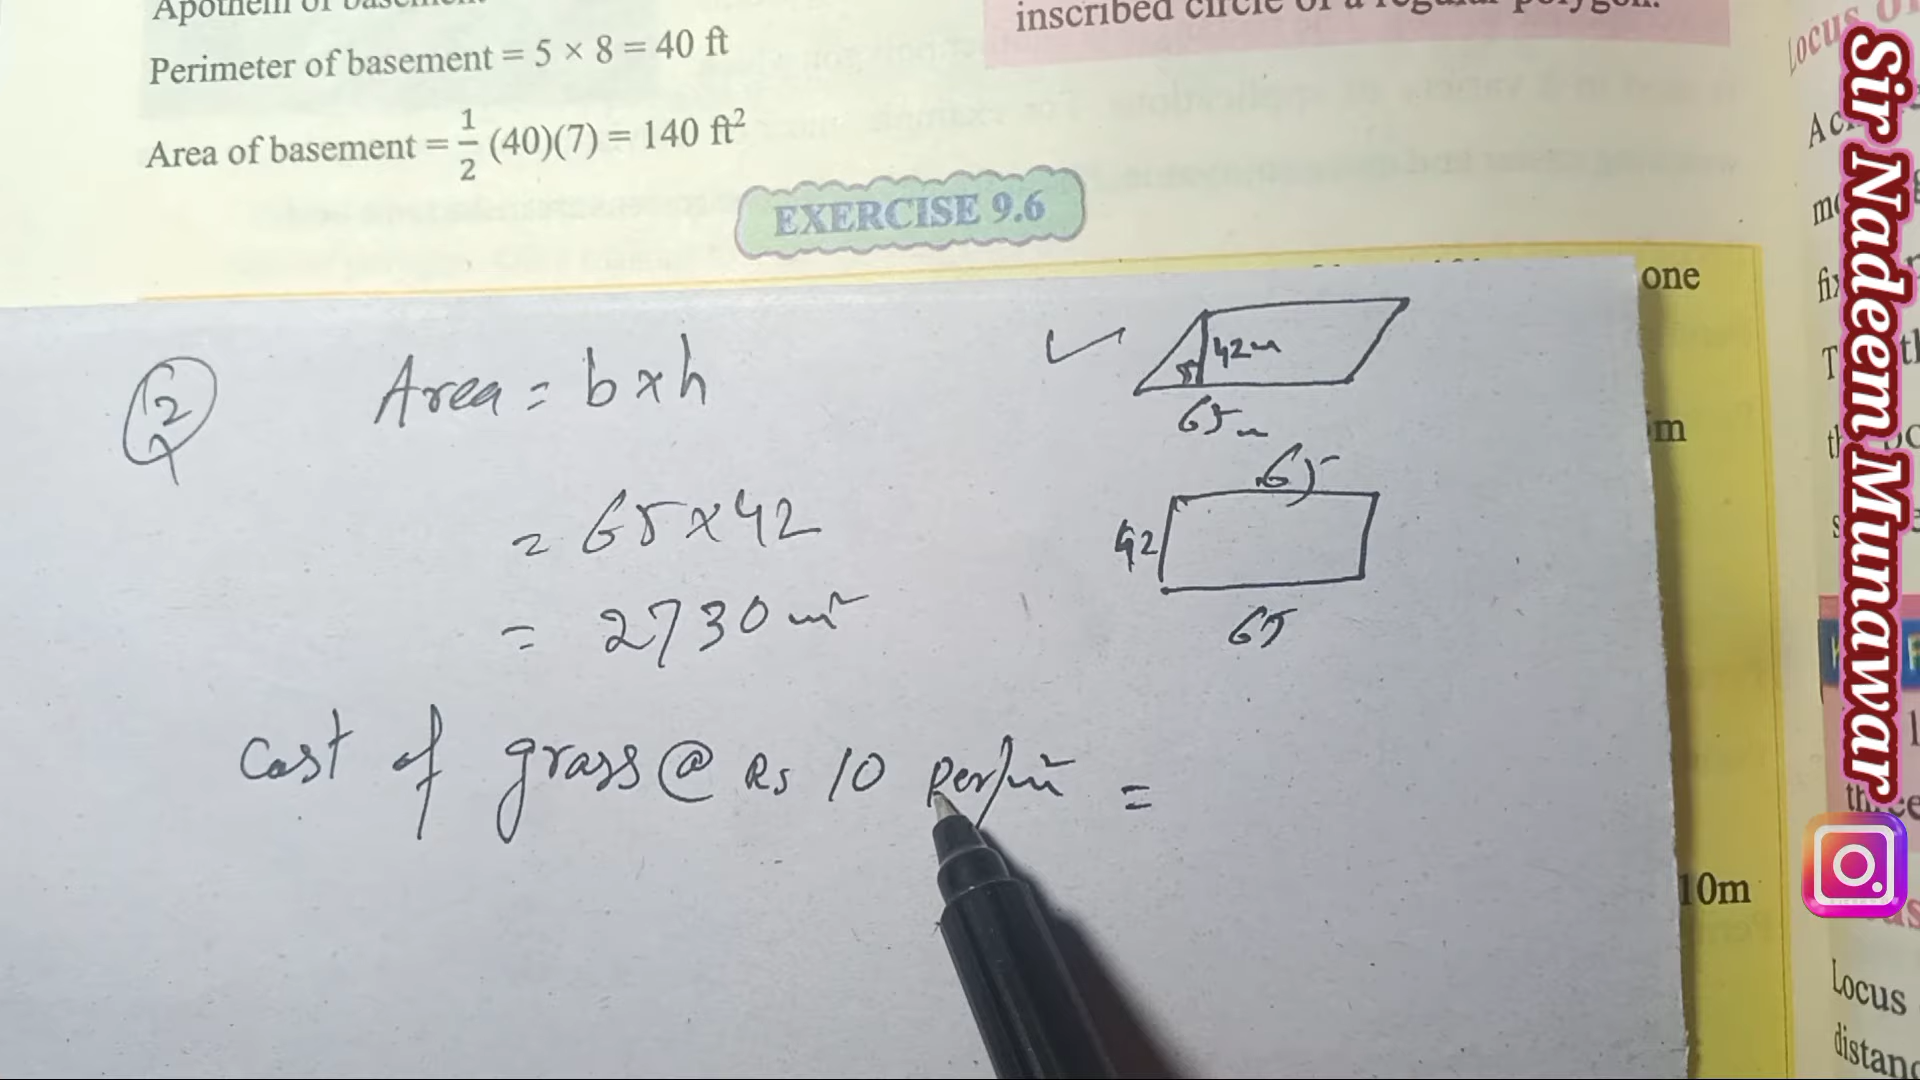 Perimeter of basement = 5 × 8 = 40 ft
Area of basement = 1/2 (40)(7) = 140 ft²
inscribed circle of a regular polygon.
EXERCISE 9.6
one
Q2
Area = b x h
= 65 x 42
= 2730 m²
42m
65m
65
42
65
Cost of grass @ Rs 10 Per/m² =
10m
Locus
Sir Nadeem Munawar